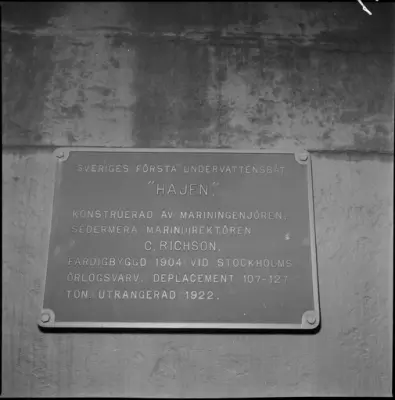 SVERIGES FÖRSTA UNDERVATTENSBÅT
"HAJEN".
KONSTRUERAD AV MARININGENJÖREN,
SEDERMERA MARINDIREKTÖREN
C. RICHSON.
FÄRDIGBYGGD 1904 VID STOCKHOLMS
ÖRLOGSVARV. DEPLACEMENT 107-127
TON UTRANGERAD 1922.